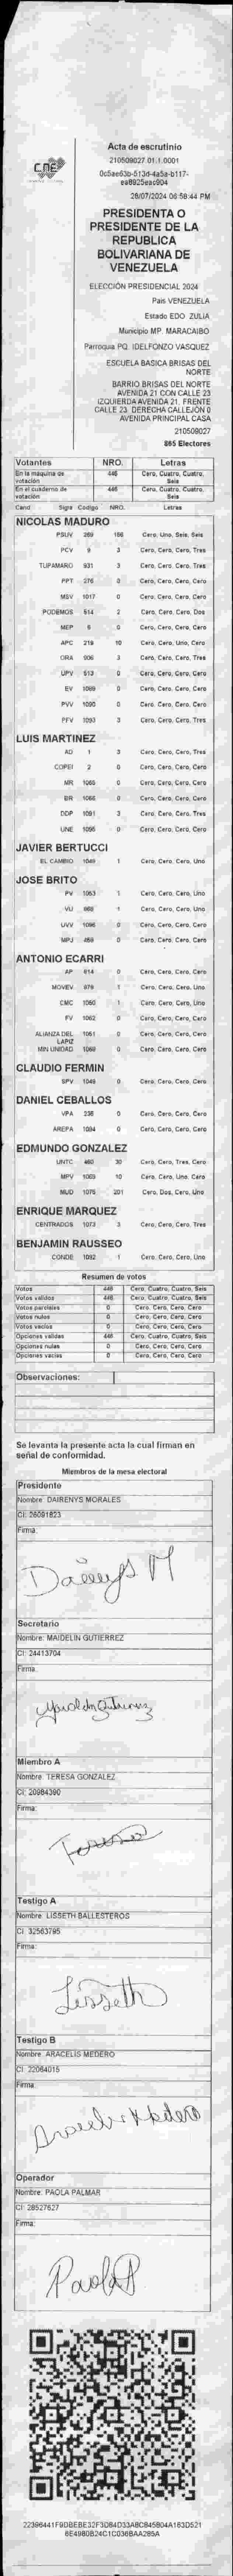 CNE
Acta de escrutinio
210509027.01.1.0001
0c5ae63b-513d-4a5a-b117-
ea8925eac904
28/07/2024 06:58:44 PM
PRESIDENTA O
PRESIDENTE DE LA
REPUBLICA
BOLIVARIANA DE
VENEZUELA
ELECCIÓN PRESIDENCIAL 2024
País VENEZUELA
Estado EDO. ZULIA
Municipio MP. MARACAIBO
Parroquia PQ. IDELFONZO VASQUEZ
ESCUELA BASICA BRISAS DEL
NORTE
BARRIO BRISAS DEL NORTE
AVENIDA 21 CON CALLE 23
IZQUIERDA AVENIDA 21. FRENTE
CALLE 23. DERECHA CALLEJÓN 0
AVENIDA PRINCIPAL CASA
210509027
865 Electores
Votantes NRO. Letras
En la máquina de votación 446 Cero, Cuatro, Cuatro, Seis
En el cuaderno de votación 446 Cero, Cuatro, Cuatro, Seis
Cand Sigla Código NRO. Letras
NICOLAS MADURO
PSUV 269 166 Cero, Uno, Seis, Seis
PCV 9 3 Cero, Cero, Cero, Tres
TUPAMARO 931 3 Cero, Cero, Cero, Tres
PPT 276 0 Cero, Cero, Cero, Cero
MSV 1017 0 Cero, Cero, Cero, Cero
PODEMOS 514 2 Cero, Cero, Cero, Dos
MEP 6 0 Cero, Cero, Cero, Cero
APC 219 10 Cero, Cero, Uno, Cero
ORA 906 3 Cero, Cero, Cero, Tres
UPV 513 0 Cero, Cero, Cero, Cero
EV 1089 0 Cero, Cero, Cero, Cero
PVV 1090 0 Cero, Cero, Cero, Cero
PFV 1093 3 Cero, Cero, Cero, Tres
LUIS MARTINEZ
AD 1 3 Cero, Cero, Cero, Tres
COPEI 2 0 Cero, Cero, Cero, Cero
MR 0 Cero, Cero, Cero, Cero
BR 0 Cero, Cero, Cero, Cero
DDP 1091 3 Cero, Cero, Cero, Tres
UNE 1095 0 Cero, Cero, Cero, Cero
JAVIER BERTUCCI
EL CAMBIO 1049 1 Cero, Cero, Cero, Uno
JOSE BRITO
PV 1053 1 Cero, Cero, Cero, Uno
VU 868 1 Cero, Cero, Cero, Uno
UVV 1096 0 Cero, Cero, Cero, Cero
MPJ 459 0 Cero, Cero, Cero, Cero
ANTONIO ECARRI
AP 914 0 Cero, Cero, Cero, Cero
MOVEV 979 1 Cero, Cero, Cero, Uno
CMC 1050 1 Cero, Cero, Cero, Uno
FV 1062 0 Cero, Cero, Cero, Cero
ALIANZA DEL LAPIZ 1051 0 Cero, Cero, Cero, Cero
MIN UNIDAD 1069 0 Cero, Cero, Cero, Cero
CLAUDIO FERMIN
SPV 1048 0 Cero, Cero, Cero, Cero
DANIEL CEBALLOS
VPA 238 0 Cero, Cero, Cero, Cero
AREPA 1084 0 Cero, Cero, Cero, Cero
EDMUNDO GONZALEZ
UNTC 460 30 Cero, Cero, Tres, Cero
MPV 1083 10 Cero, Cero, Uno, Cero
MUD 1075 201 Cero, Dos, Cero, Uno
ENRIQUE MARQUEZ
CENTRADOS 1073 3 Cero, Cero, Cero, Tres
BENJAMIN RAUSSEO
CONDE 1092 1 Cero, Cero, Cero, Uno
Resumen de votos
Votos 446 Cero, Cuatro, Cuatro, Seis
Votos válidos 446 Cero, Cuatro, Cuatro, Seis
Votos parciales 0 Cero, Cero, Cero, Cero
Votos nulos 0 Cero, Cero, Cero, Cero
Votos vacíos 0 Cero, Cero, Cero, Cero
Opciones válidas 446 Cero, Cuatro, Cuatro, Seis
Opciones nulas 0 Cero, Cero, Cero, Cero
Opciones vacías 0 Cero, Cero, Cero, Cero
Observaciones:
Se levanta la presente acta la cual firman en
señal de conformidad.
Miembros de la mesa electoral
Presidente
Nombre: DAIRENYS MORALES
CI: 26091823
Firma:
Dairenys M
Secretario
Nombre: MAIDELIN GUTIERREZ
CI: 24413704
Firma:
Maidelin Gutierrez
Miembro A
Nombre: TERESA GONZALEZ
CI: 20984390
Firma:
Teresa
Testigo A
Nombre: LISSETH BALLESTEROS
CI: 32563795
Firma:
Lisseth
Testigo B
Nombre: ARACELIS MEDERO
CI: 22064015
Firma:
Aracelis Medero
Operador
Nombre: PAOLA PALMAR
CI: 28527627
Firma:
Paola P
22396441F9DBEBE32F3D84D33A8C845B04A163D521
6E4980B24C1C036BAA285A